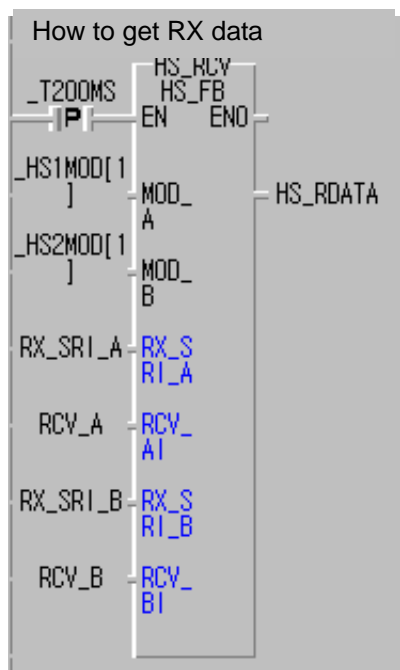 How to get RX data
HS_RCV
_T200MS HS_FB
P EN ENO
_HS1MOD[1
] MOD_ HS_RDATA
A
_HS2MOD[1
] MOD_
B
RX_SRI_A RX_S
RI_A
RCV_A RCV_
AI
RX_SRI_B RX_S
RI_B
RCV_B RCV_
BI